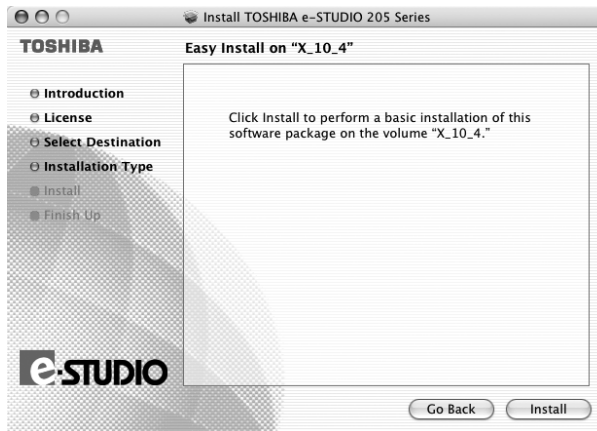 Install TOSHIBA e-STUDIO 205 Series
TOSHIBA
Easy Install on “X_10_4”
Introduction
License
Select Destination
Installation Type
Install
Finish Up
Click Install to perform a basic installation of this
software package on the volume “X_10_4.”
e-STUDIO
Go Back
Install